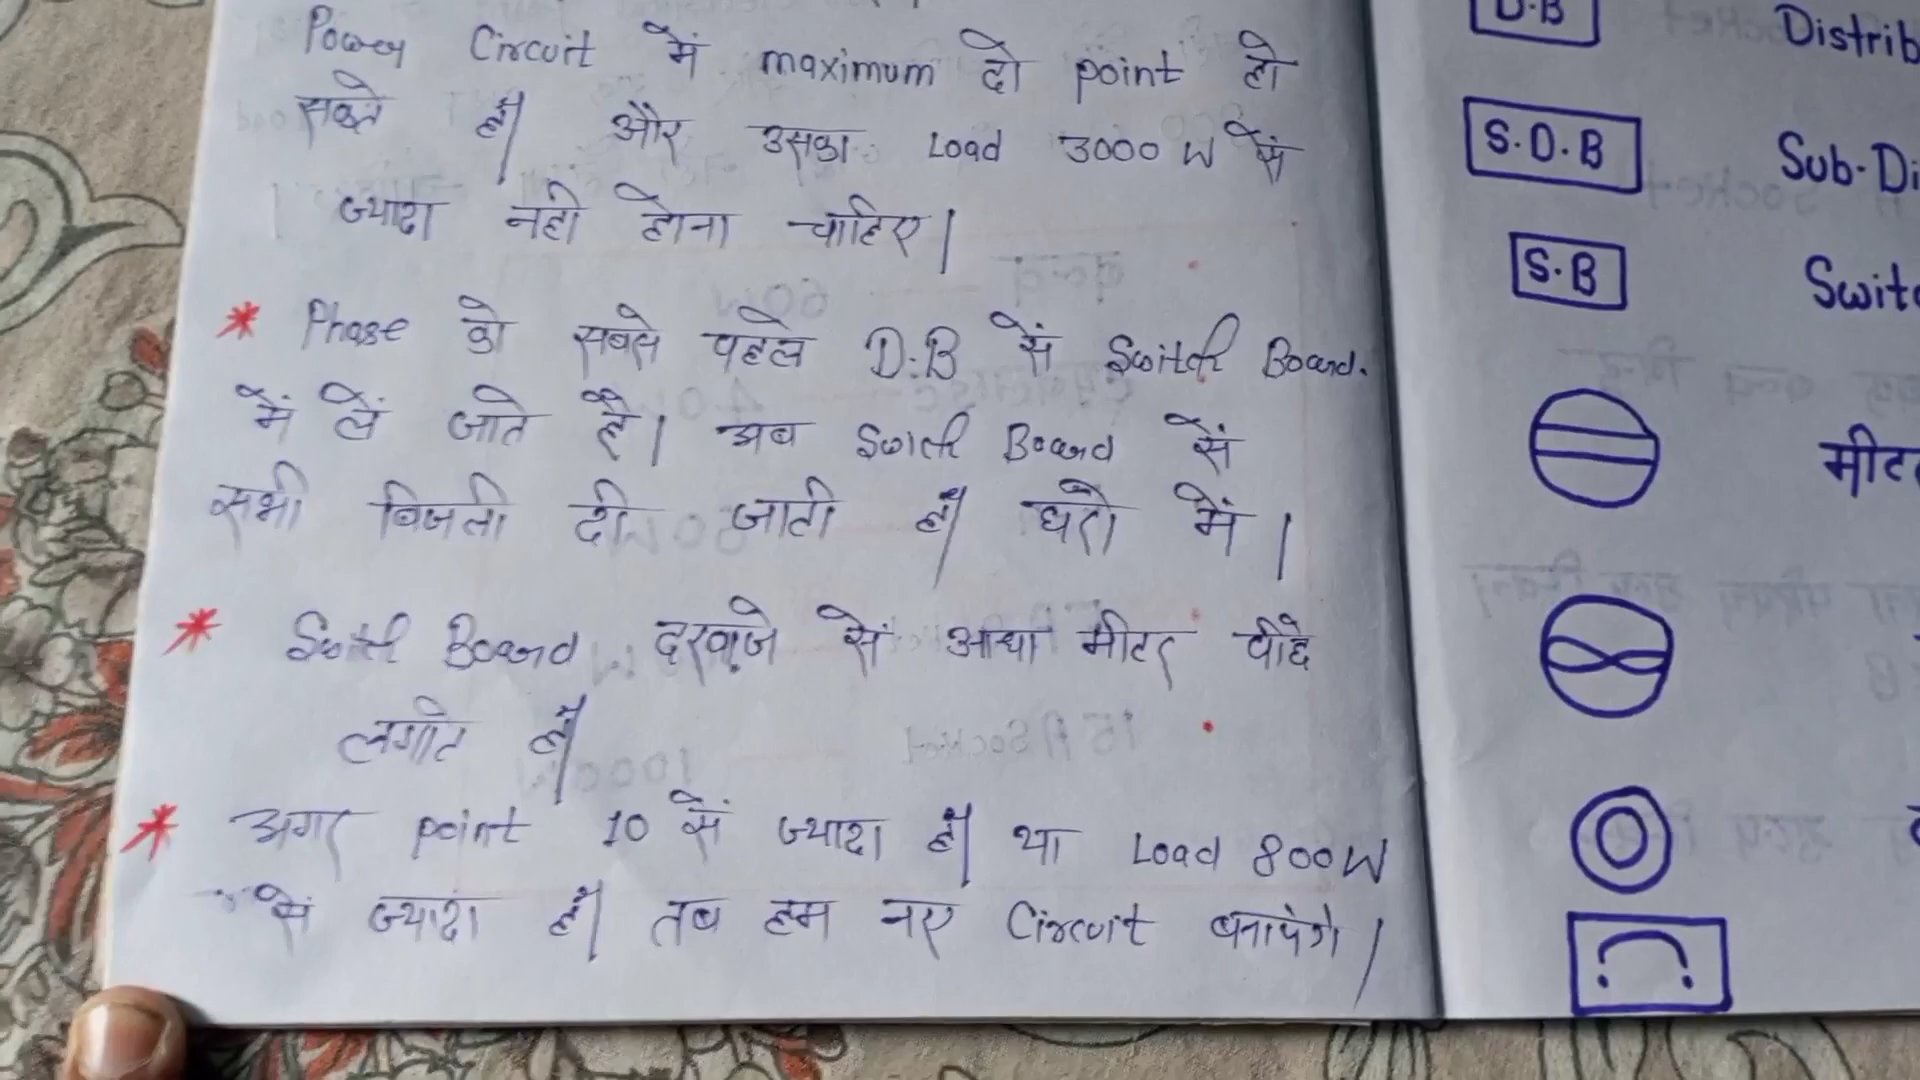 Power Circuit में maximum दो point हो
सकते हैं। और उसका Load 3000 W सें
ज्यादा नही होना चाहिए।
* Phase को सबसे पहले D.B सें Switch Board.
में लें जाते है। अब Switch Board सें
सभी बिजली दी जाती हैं घरो में।
* Switch Board दरवाजे सें आधा मीटर पीछे
लगाते हैं
* अगर point 10 सें ज्यादा हैं या Load 800W
सें ज्यादा हैं तब हम नए Circuit बनायेंगे।
D.B Distrib
S.D.B Sub-Di
S.B Switc
मीट